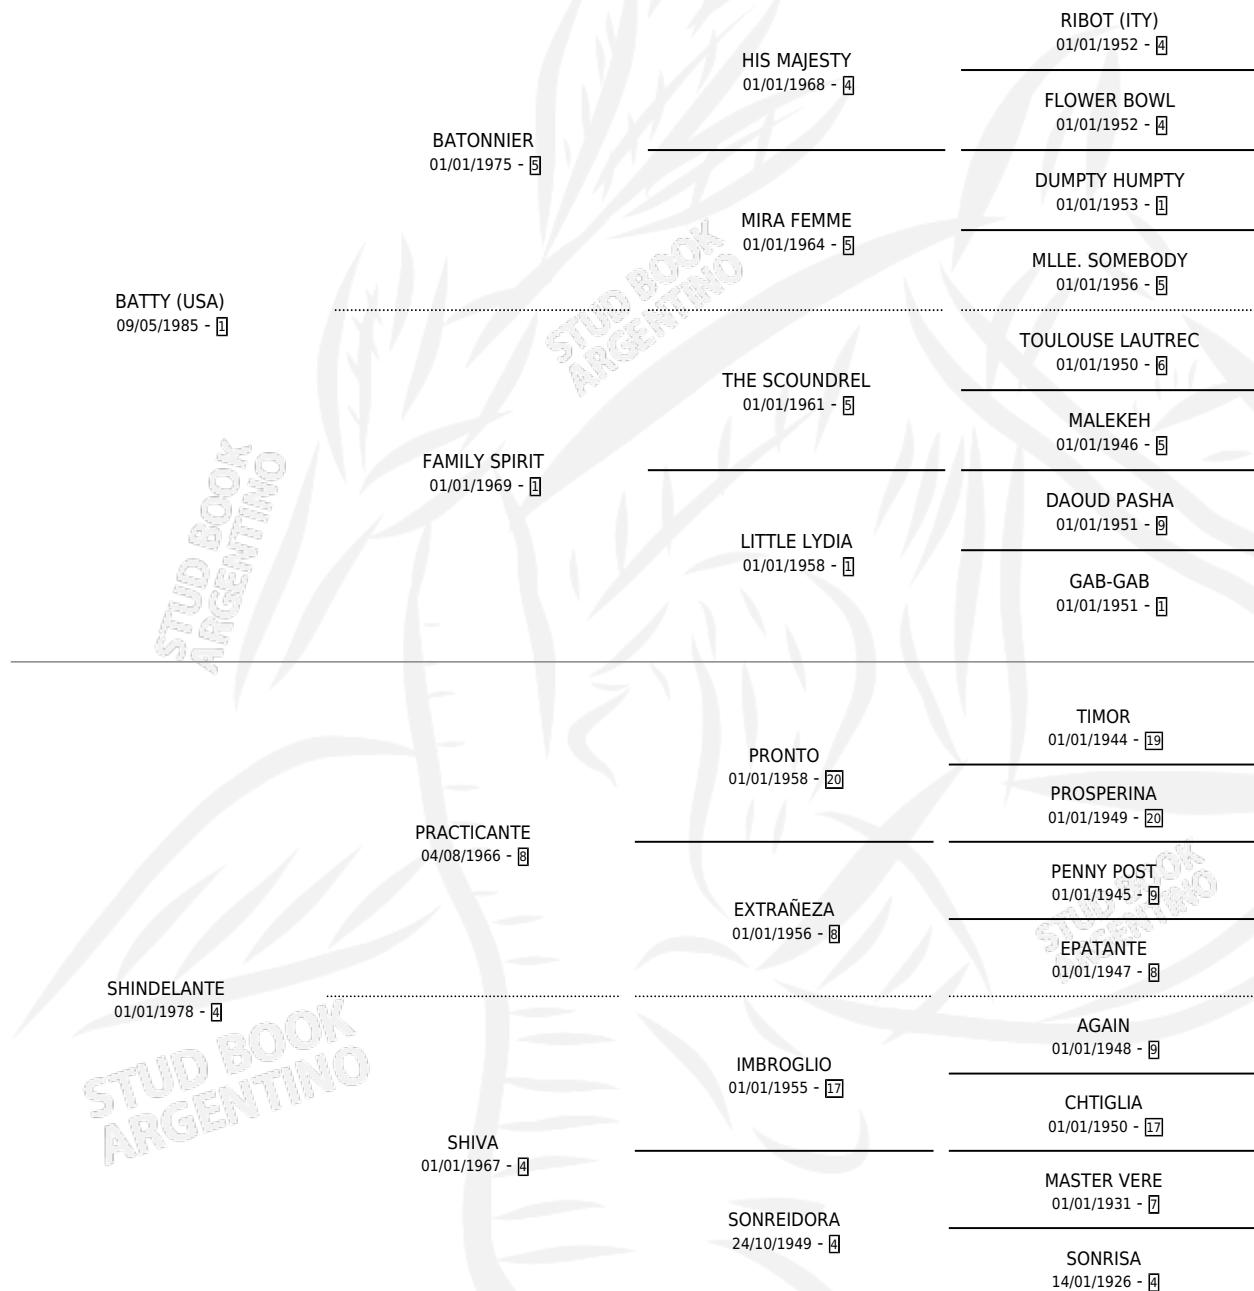 RIBOT (ITY)
01/01/1952 - 4
HIS MAJESTY
01/01/1968 - 4
FLOWER BOWL
01/01/1952 - 4
BATONNIER
01/01/1975 - 5
DUMPTY HUMPTY
01/01/1953 - 1
MIRA FEMME
01/01/1964 - 5
MLLE. SOMEBODY
01/01/1956 - 5
BATTY (USA)
09/05/1985 - 1
TOULOUSE LAUTREC
01/01/1950 - 6
THE SCOUNDREL
01/01/1961 - 5
MALEKEH
01/01/1946 - 5
FAMILY SPIRIT
01/01/1969 - 1
DAOUD PASHA
01/01/1951 - 9
LITTLE LYDIA
01/01/1958 - 1
GAB-GAB
01/01/1951 - 1
TIMOR
01/01/1944 - 19
PRONTO
01/01/1958 - 20
PROSPERINA
01/01/1949 - 20
PRACTICANTE
04/08/1966 - 8
PENNY POST
01/01/1945 - 9
EXTRAÑEZA
01/01/1956 - 8
EPATANTE
01/01/1947 - 8
SHINDELANTE
01/01/1978 - 4
AGAIN
01/01/1948 - 9
IMBROGLIO
01/01/1955 - 17
CHTIGLIA
01/01/1950 - 17
SHIVA
01/01/1967 - 4
MASTER VERE
01/01/1931 - 7
SONREIDORA
24/10/1949 - 4
SONRISA
14/01/1926 - 4
STUD BOOK
ARGENTINO
STUD BOOK
ARGENTINO
STUD BOOK
ARGENTINO
STUD BOOK
ARGENTINO